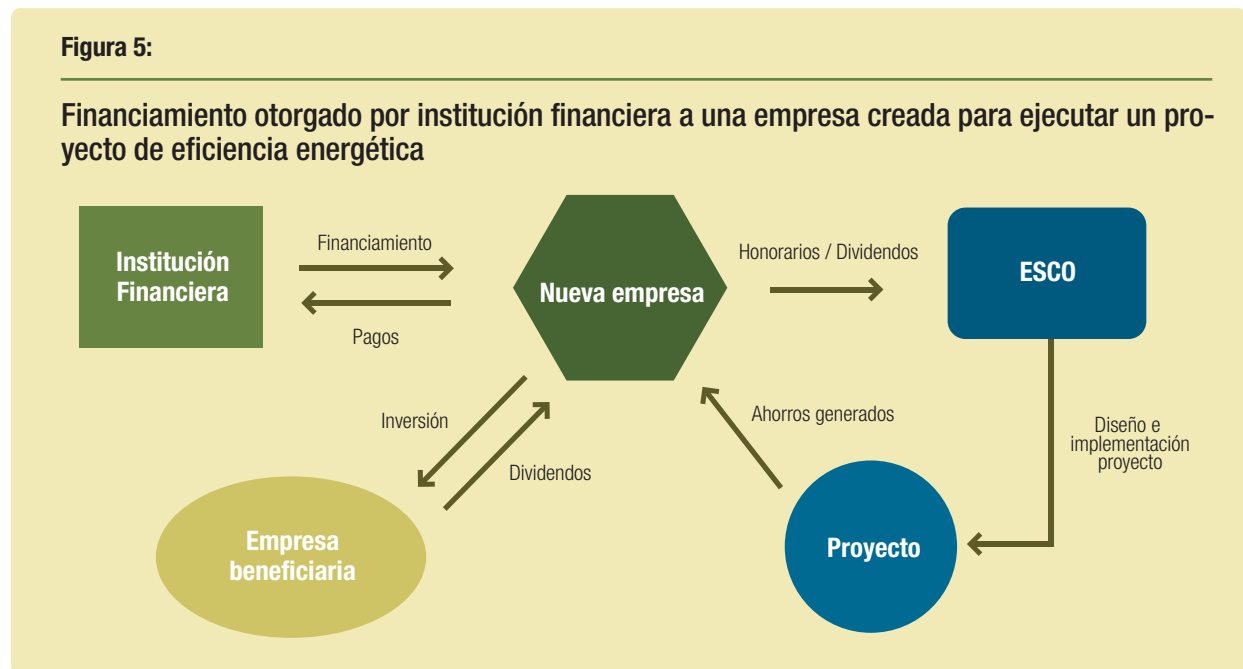 Figura 5:
Financiamiento otorgado por institución financiera a una empresa creada para ejecutar un pro-
yecto de eficiencia energética
Institución
Financiera
Financiamiento
Pagos
Nueva empresa
Honorarios / Dividendos
ESCO
Inversión
Dividendos
Ahorros generados
Diseño e
implementación
proyecto
Empresa
beneficiaria
Proyecto